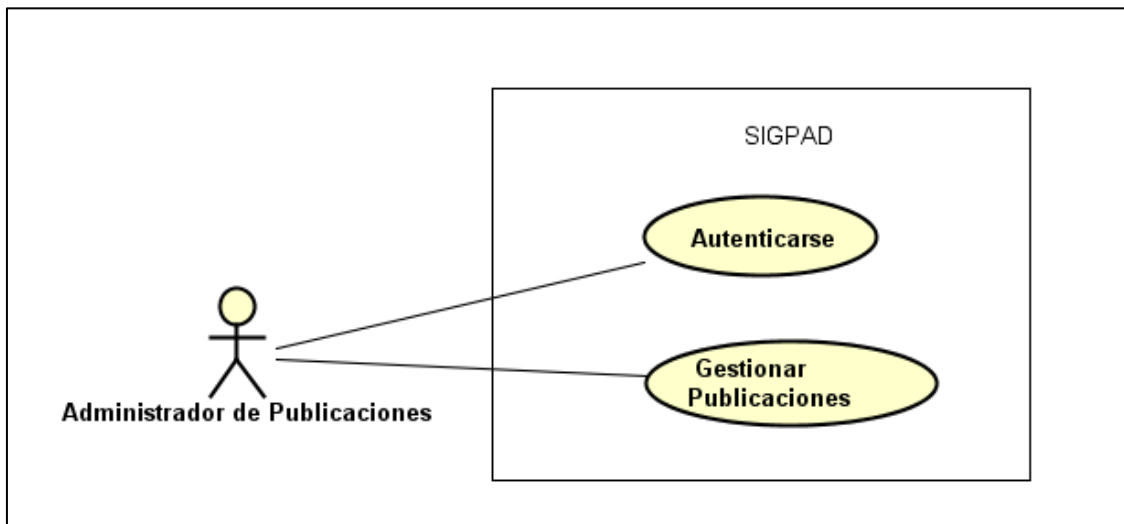 SIGPAD
Autenticarse
Gestionar
Publicaciones
Administrador de Publicaciones